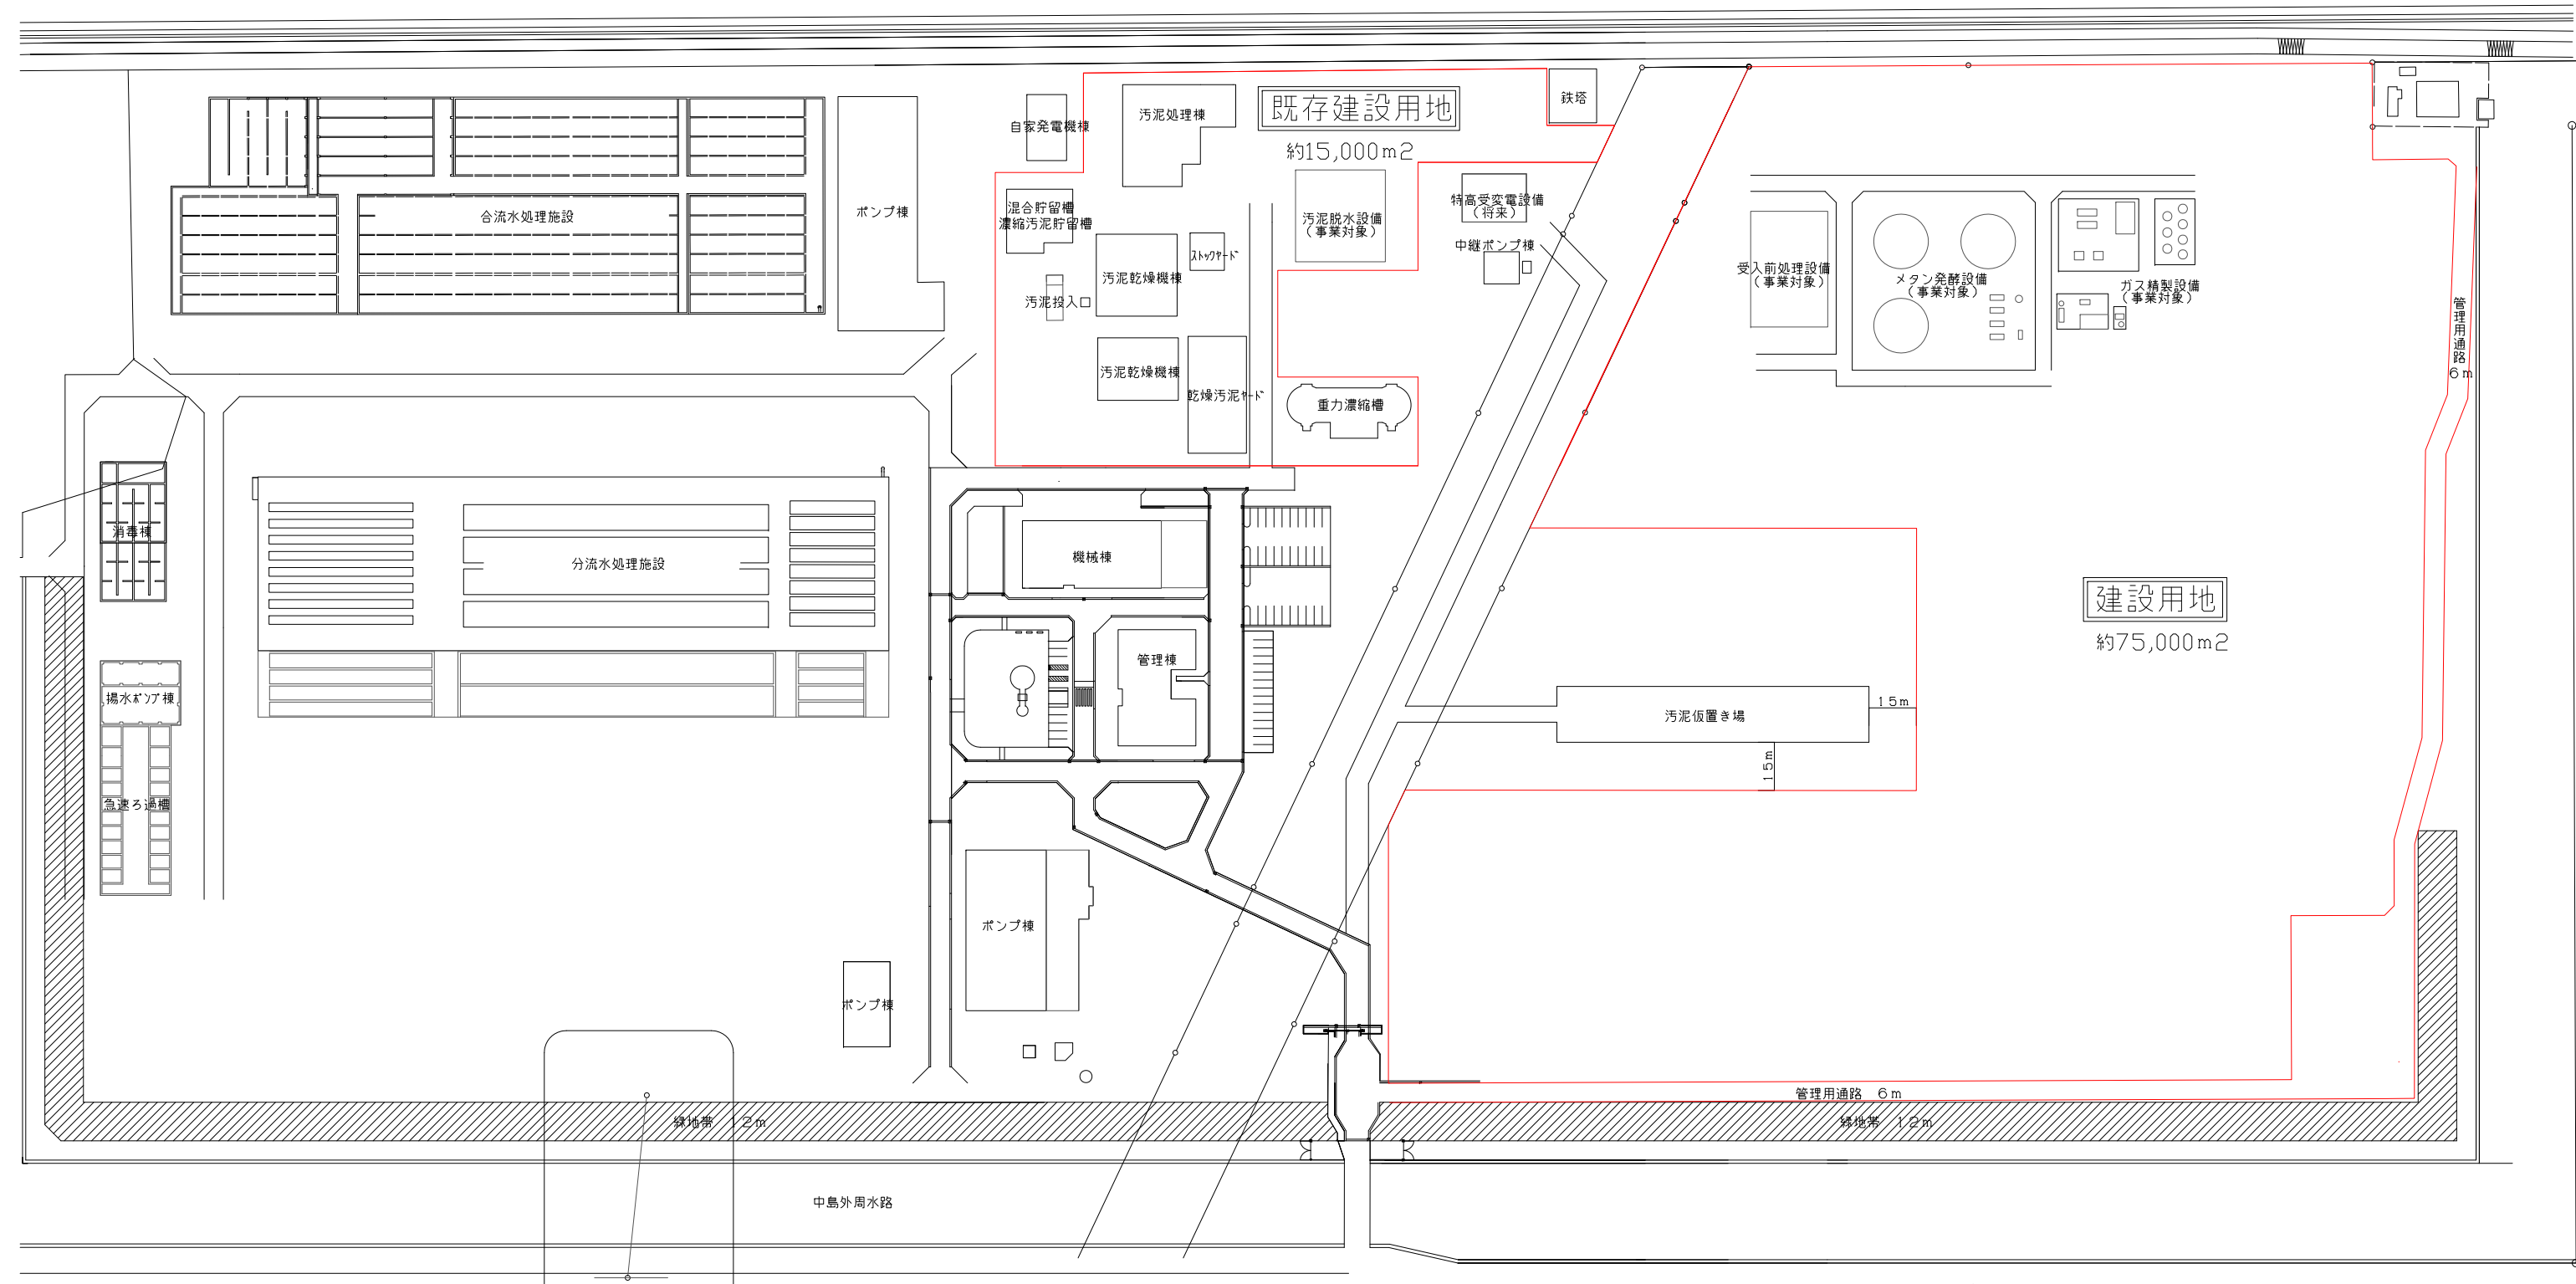 鉄塔
既存建設用地
約15,000m2
自家発電機棟
汚泥処理棟
合流水処理施設
ポンプ棟
混合貯留槽
濃縮汚泥貯留槽
汚泥脱水設備
（事業対象）
特高受変電設備
（将来）
中継ポンプ棟
ストックヤード
汚泥乾燥機棟
汚泥投入口
受入前処理設備
（事業対象）
メタン発酵設備
（事業対象）
ガス精製設備
（事業対象）
管理用通路
6m
汚泥乾燥機棟
乾燥汚泥ヤード
重力濃縮槽
消毒棟
分流水処理施設
機械棟
建設用地
約75,000m2
管理棟
揚水ポンプ棟
汚泥仮置き場
15m
15m
急速ろ過槽
ポンプ棟
ポンプ棟
管理用通路 6m
緑地帯 12m
緑地帯 12m
中島外周水路